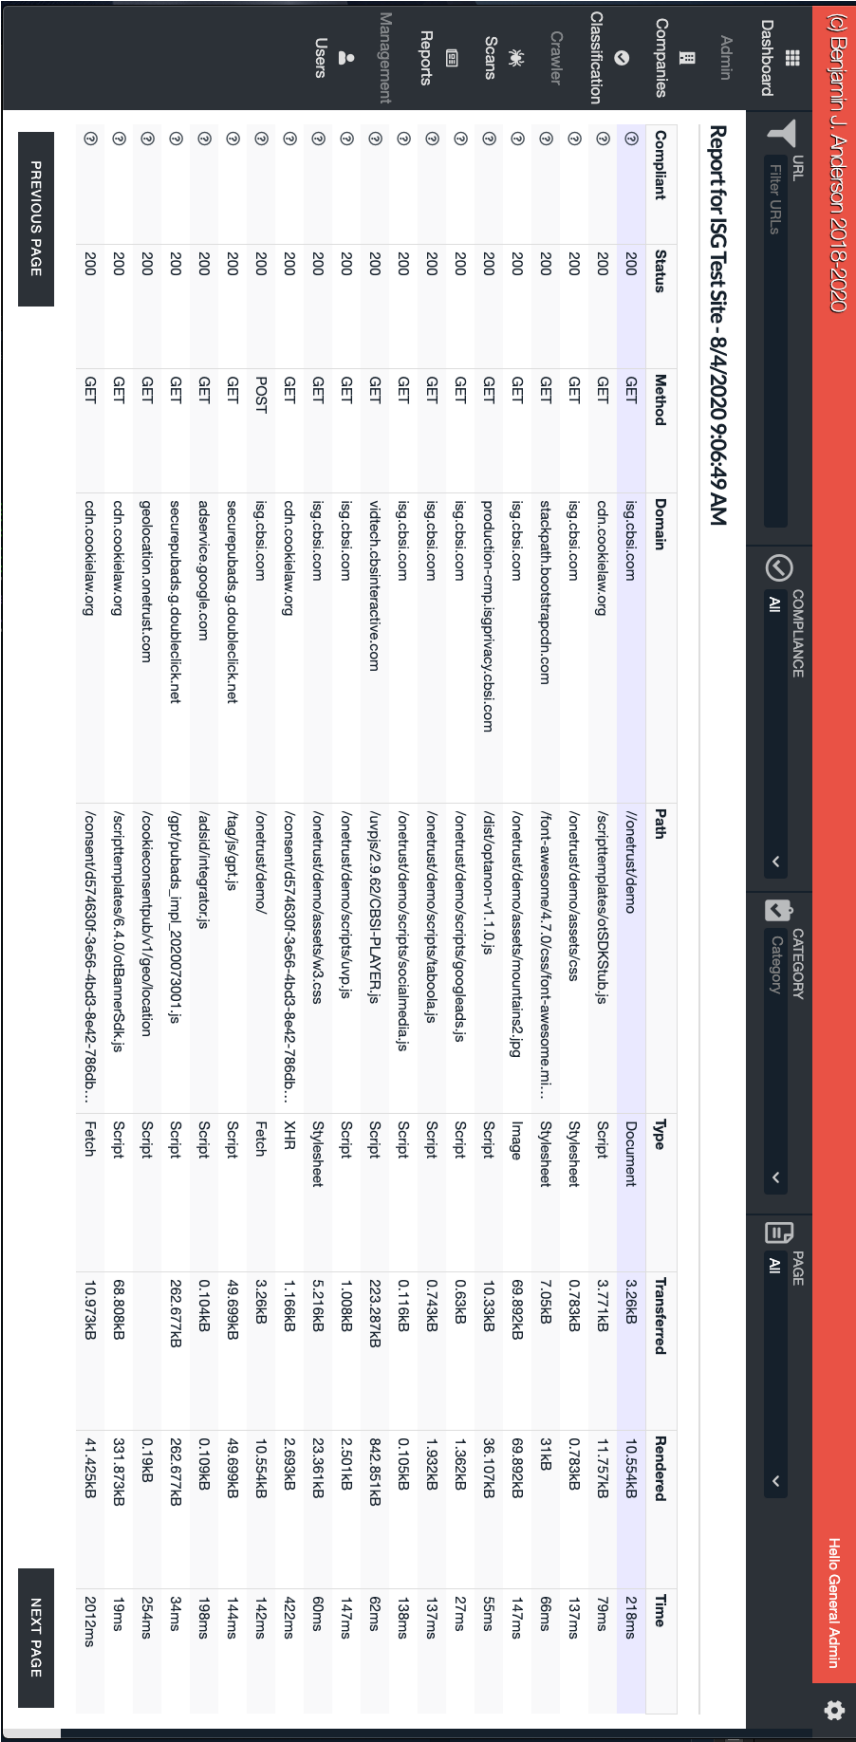 (c) Benjamin J. Anderson 2018-2020
Hello General Admin
Dashboard
Admin
Companies
Classification
Crawler
Scans
Reports
Management
Users
URL
Filter URLs
COMPLIANCE
All
CATEGORY
Category
PAGE
All
Report for ISG Test Site - 8/4/2020 9:06:49 AM
Compliant Status Method Domain Path Type Transferred Rendered Time
200 GET isg.cbsi.com //onetrust/demo Document 3.26kB 10.554kB 218ms
200 GET cdn.cookielaw.org /scripttemplates/otSDKStub.js Script 3.771kB 11.757kB 79ms
200 GET isg.cbsi.com /onetrust/demo/assets/css Stylesheet 0.783kB 0.783kB 137ms
200 GET stackpath.bootstrapcdn.com /font-awesome/4.7.0/css/font-awesome.mi... Stylesheet 7.05kB 31kB 66ms
200 GET isg.cbsi.com /onetrust/demo/assets/mountains2.jpg Image 69.892kB 69.892kB 147ms
200 GET production-cmp.isgprivacy.cbsi.com /dist/optanon-v1.1.0.js Script 10.33kB 36.107kB 55ms
200 GET isg.cbsi.com /onetrust/demo/scripts/googleads.js Script 0.63kB 1.362kB 27ms
200 GET isg.cbsi.com /onetrust/demo/scripts/taboola.js Script 0.743kB 1.932kB 137ms
200 GET isg.cbsi.com /onetrust/demo/scripts/socialmedia.js Script 0.116kB 0.105kB 138ms
200 GET vidtech.cbsinteractive.com /uvpjs/2.9.62/CBSI-PLAYER.js Script 223.287kB 842.851kB 62ms
200 GET isg.cbsi.com /onetrust/demo/scripts/uvp.js Script 1.008kB 2.501kB 147ms
200 GET isg.cbsi.com /onetrust/demo/assets/w3.css Stylesheet 5.216kB 23.361kB 60ms
200 GET cdn.cookielaw.org /consent/d574630f-3e56-4bd3-8e42-786db... XHR 1.166kB 2.693kB 422ms
200 POST isg.cbsi.com /onetrust/demo/ Fetch 3.26kB 10.554kB 142ms
200 GET securepubads.g.doubleclick.net /tag/js/gpt.js Script 49.699kB 49.699kB 144ms
200 GET adservice.google.com /adsid/integrator.js Script 0.104kB 0.109kB 198ms
200 GET securepubads.g.doubleclick.net /gpt/pubads_impl_2020073001.js Script 262.677kB 262.677kB 34ms
200 GET geolocation.onetrust.com /cookieconsentpub/v1/geo/location Script 0.19kB 254ms
200 GET cdn.cookielaw.org /scripttemplates/6.4.0/otBannerSdk.js Script 68.808kB 331.873kB 19ms
200 GET cdn.cookielaw.org /consent/d574630f-3e56-4bd3-8e42-786db... Fetch 10.973kB 41.425kB 2012ms
PREVIOUS PAGE
NEXT PAGE